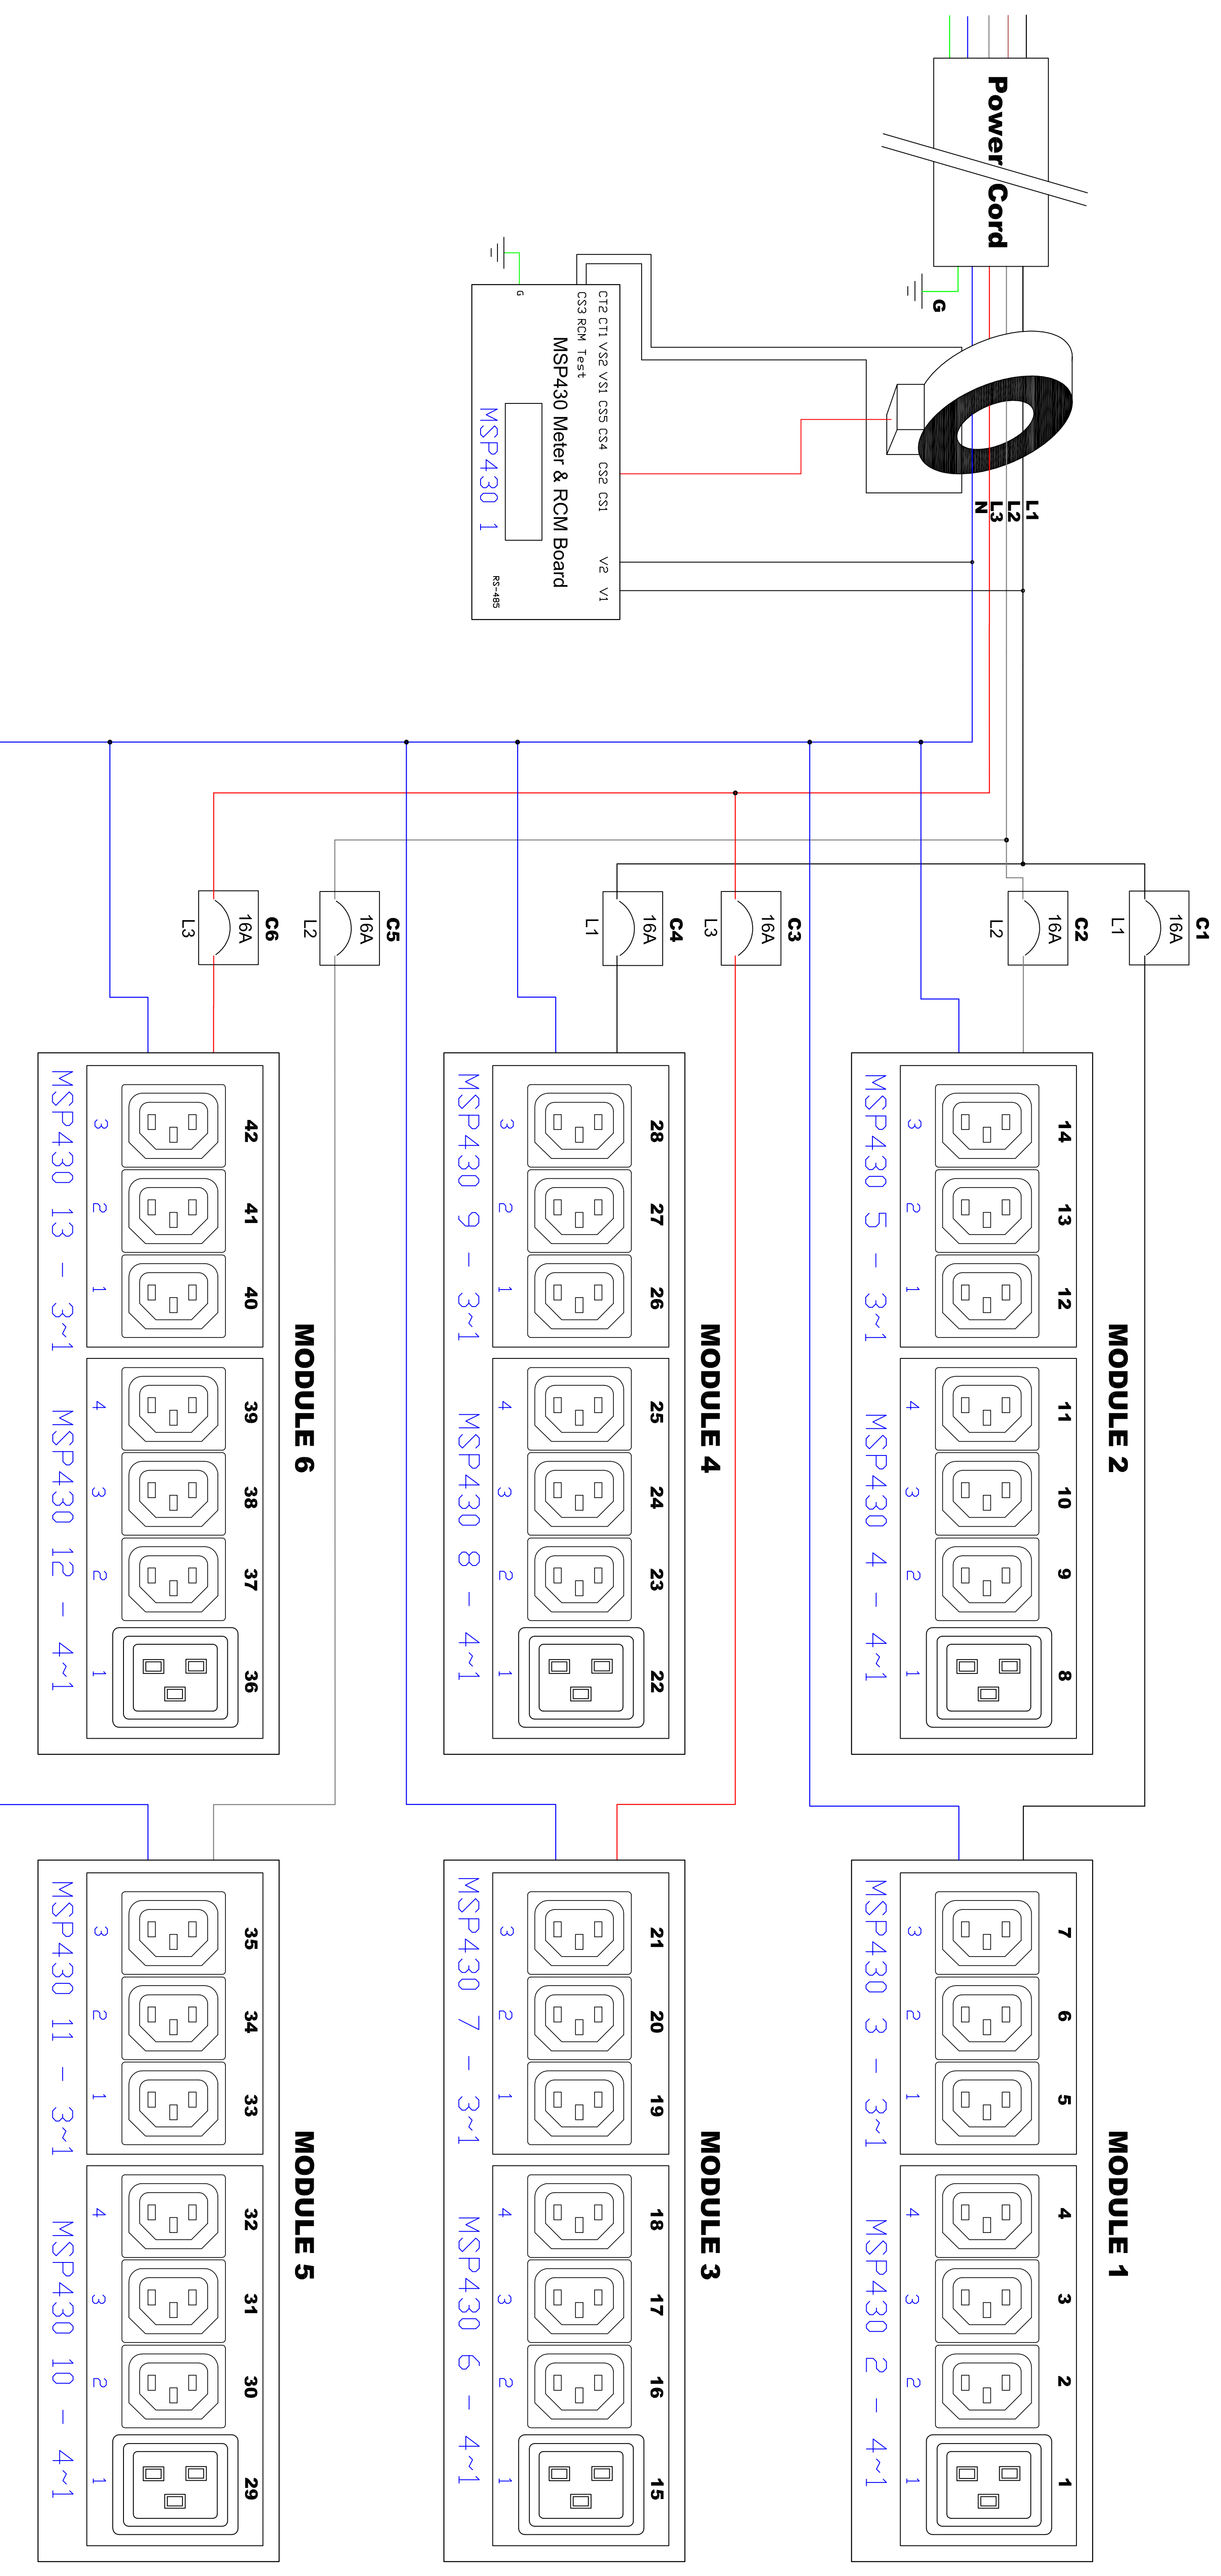 Power Cord
G
L1
L2
L3
N
CT2 CT1 VS2 VS1 CS5 CS4 CS2 CS1 V2 V1
CS3 RCM Test
MSP430 Meter & RCM Board
MSP430 1
RS-485
G
C1
16A
L1
C2
16A
L2
C3
16A
L3
C4
16A
L1
C5
16A
L2
C6
16A
L3
MODULE 2
14 13 12 11 10 9 8
3 2 1 4 3 2 1
MSP430 5 - 3~1 MSP430 4 - 4~1
MODULE 1
7 6 5 4 3 2 1
3 2 1 4 3 2 1
MSP430 3 - 3~1 MSP430 2 - 4~1
MODULE 4
28 27 26 25 24 23 22
3 2 1 4 3 2 1
MSP430 9 - 3~1 MSP430 8 - 4~1
MODULE 3
21 20 19 18 17 16 15
3 2 1 4 3 2 1
MSP430 7 - 3~1 MSP430 6 - 4~1
MODULE 6
42 41 40 39 38 37 36
3 2 1 4 3 2 1
MSP430 13 - 3~1 MSP430 12 - 4~1
MODULE 5
35 34 33 32 31 30 29
3 2 1 4 3 2 1
MSP430 11 - 3~1 MSP430 10 - 4~1